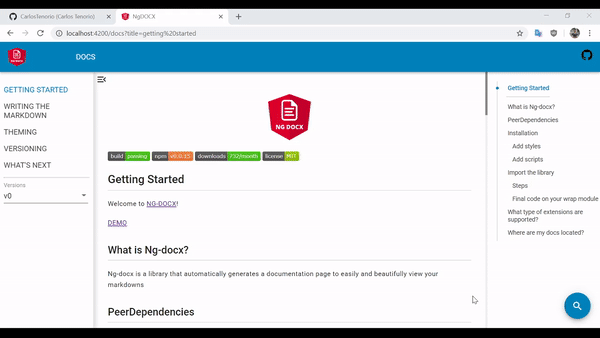 CarlosTenorio (Carlos Tenorio)
NgDOCX
localhost:4200/docs?title=getting%20started
DOCS
GETTING STARTED
WRITING THE
MARKDOWN
THEMING
VERSIONING
WHAT'S NEXT
Versions
v0
NG DOCX
build passing
npm v0.0.15
downloads 732/month
license MIT
Getting Started
Welcome to NG-DOCX!
DEMO
What is Ng-docx?
Ng-docx is a library that automatically generates a documentation page to easily and beautifully view your
markdowns
PeerDependencies
Getting Started
What is Ng-docx?
PeerDependencies
Installation
Add styles
Add scripts
Import the library
Steps
Final code on your wrap module
What type of extensions are
supported?
Where are my docs located?